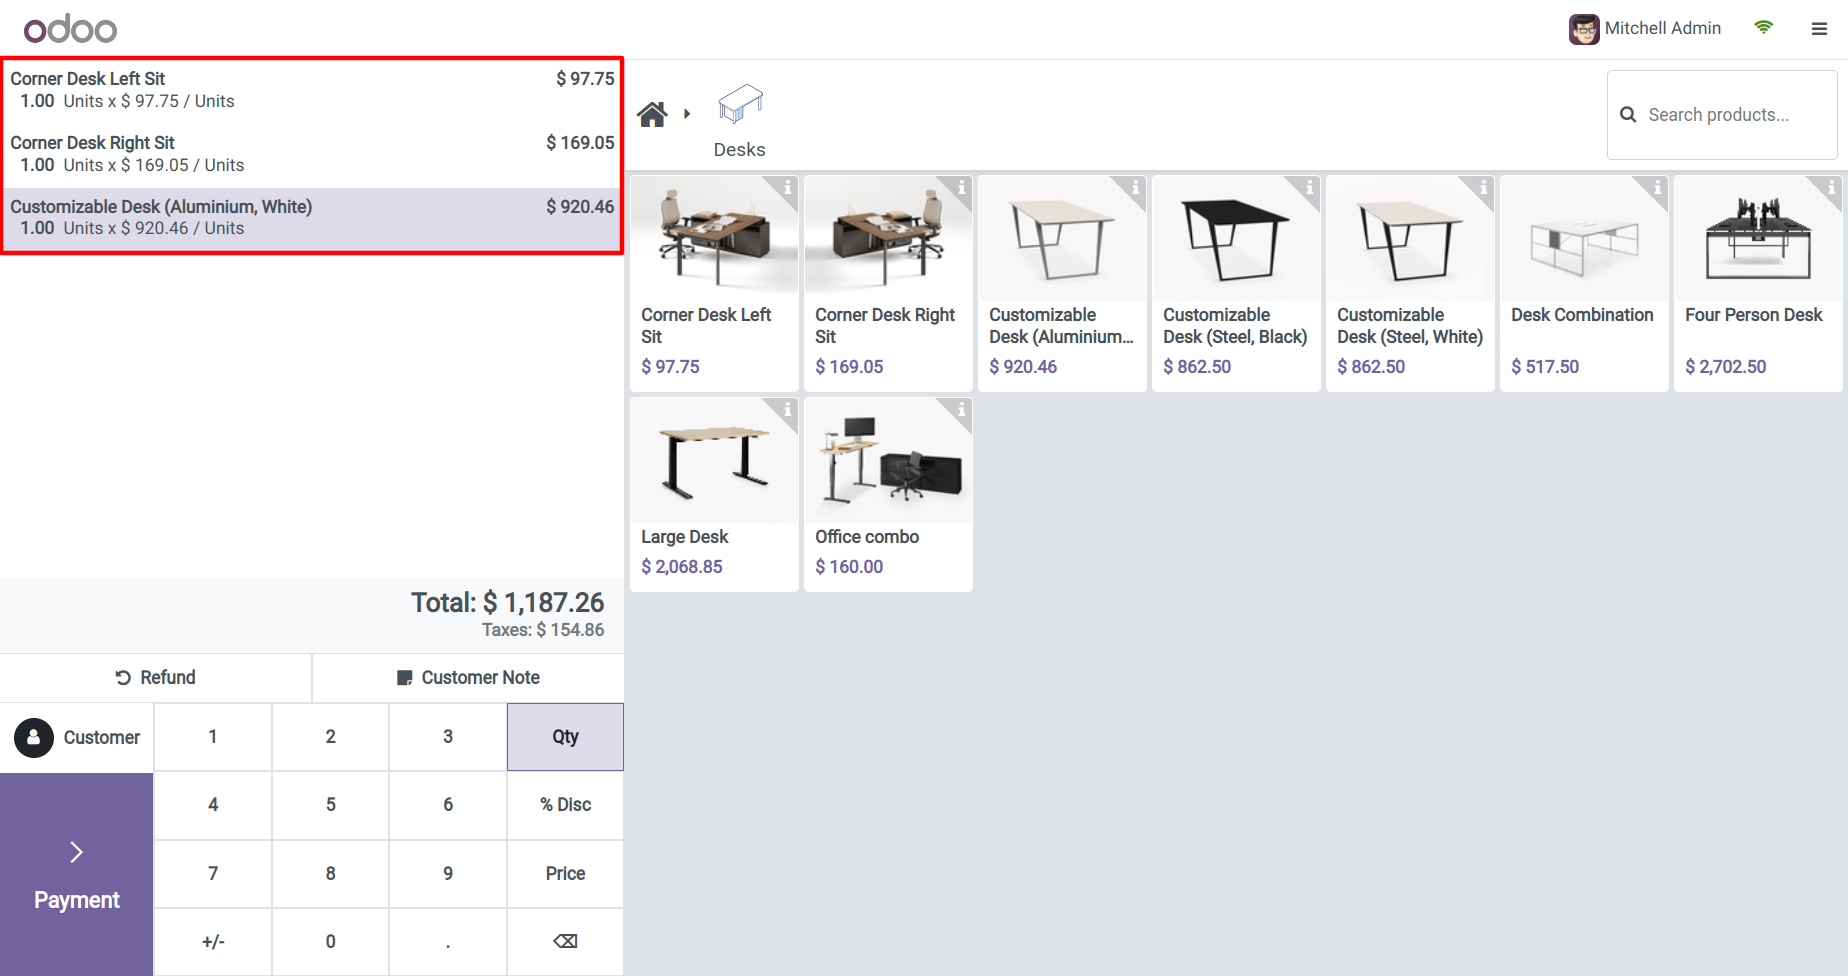 odoo
Mitchell Admin
Corner Desk Left Sit $ 97.75
1.00 Units x $ 97.75 / Units
Corner Desk Right Sit $ 169.05
1.00 Units x $ 169.05 / Units
Customizable Desk (Aluminium, White) $ 920.46
1.00 Units x $ 920.46 / Units
Total: $ 1,187.26
Taxes: $ 154.86
Refund
Customer Note
Customer
1 2 3 Qty
4 5 6 % Disc
7 8 9 Price
+/- 0 .
Payment
Desks
Search products...
Corner Desk Left
Sit
$ 97.75
Corner Desk Right
Sit
$ 169.05
Customizable
Desk (Aluminium...
$ 920.46
Customizable
Desk (Steel, Black)
$ 862.50
Customizable
Desk (Steel, White)
$ 862.50
Desk Combination
$ 517.50
Four Person Desk
$ 2,702.50
Large Desk
$ 2,068.85
Office combo
$ 160.00